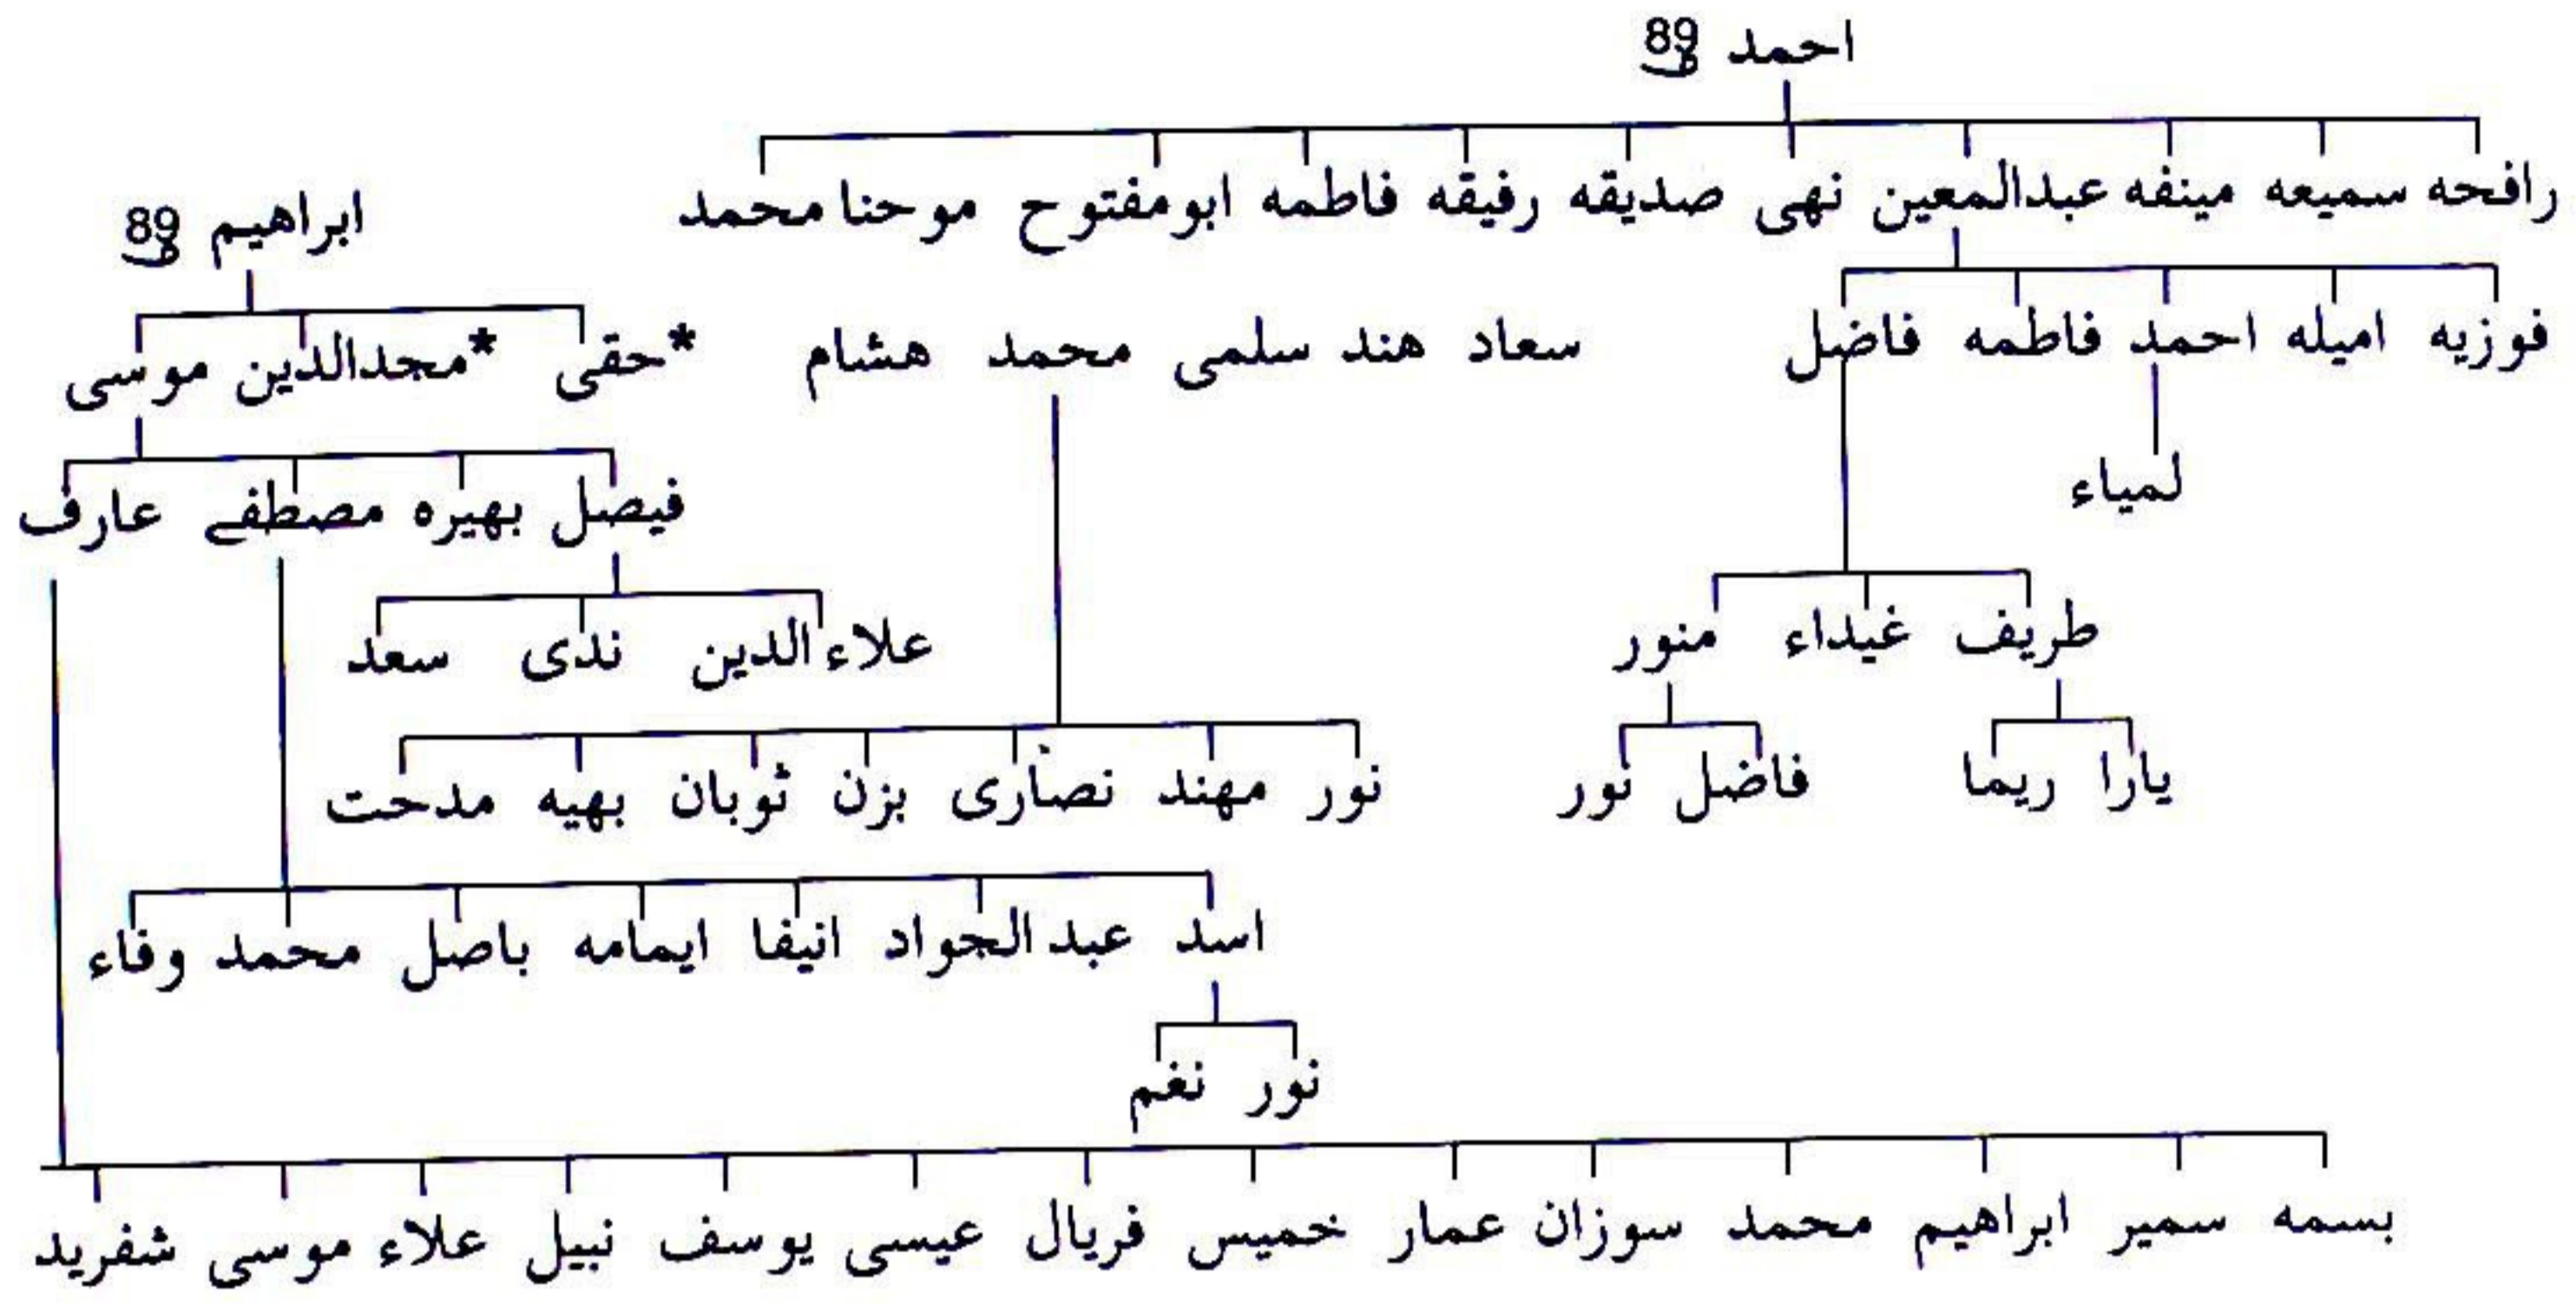 احمد 89
رافحه سميعه مينفه عبدالمعين نهى صديقه رفيقه فاطمه ابومفتوح موحنا محمد
ابراهيم 89
فوزيه اميله احمد فاطمه فاضل
سعاد هند سلمى محمد هشام
*حقى *مجدالدين موسى
لمياء
فيصل بهيره مصطفے عارف
طريف غيداء منور
علاء الدين ندى سعد
يارا ريما فاضل نور
نور مهند نصارى بزن ثوبان بهيه مدحت
اسد عبد الجواد انيفا ايمامه باصل محمد وفاء
نور نغم
بسمه سمير ابراهيم محمد سوزان عمار خميس فريال عيسى يوسف نبيل علاء موسى شفريد